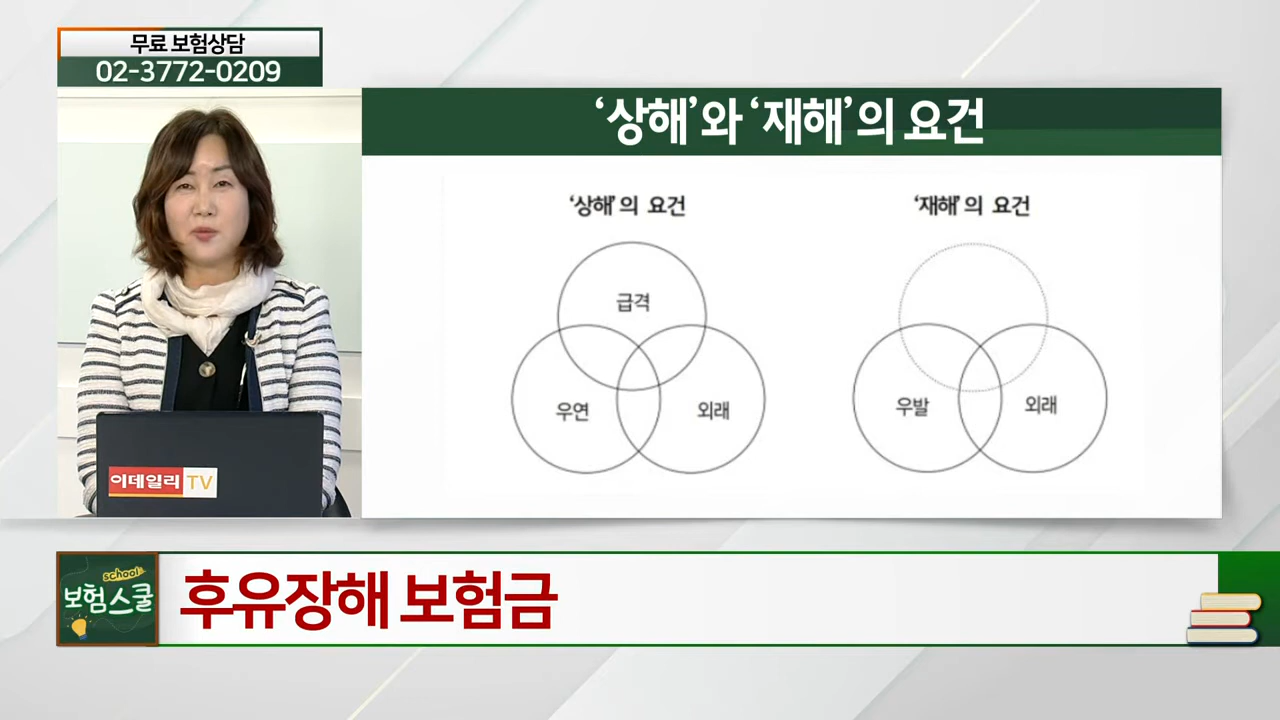 무료 보험상담
02-3772-0209
‘상해’와 ‘재해’의 요건
‘상해’의 요건
급격
우연
외래
‘재해’의 요건
우발
외래
이데일리 TV
school
보험스쿨
후유장해 보험금